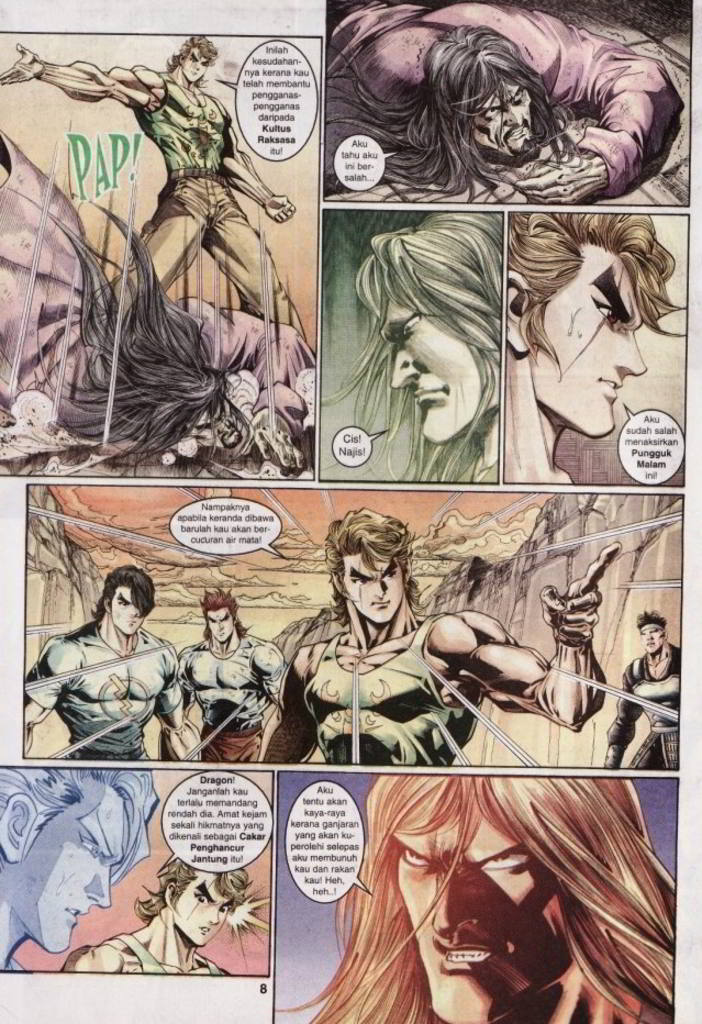 Inilah
kesudahan-
nya kerana kau
telah membantu
pengganas-
pengganas
daripada
Kultus
Raksasa
itu!
PAP!
Aku
tahu aku
ber-
salah...
Cis!
Najis!
Aku
sudah salah
menaksirkan
Pungguk
Malam
ini!
Nampaknya
apabila keranda dibawa
barulah kau akan ber-
cucuran air mata!
Dragon!
Janganlah kau
terlalu memandang
rendah dia. Amat kejam
sekali hikmatnya yang
dikenali sebagai Cakar
Penghancur
Jantung itu!
Aku
tentu akan
kaya-raya
kerana ganjaran
yang akan ku-
perolehi selepas
aku membunuh
kau dan rakan
kau! Heh,
heh..!
8